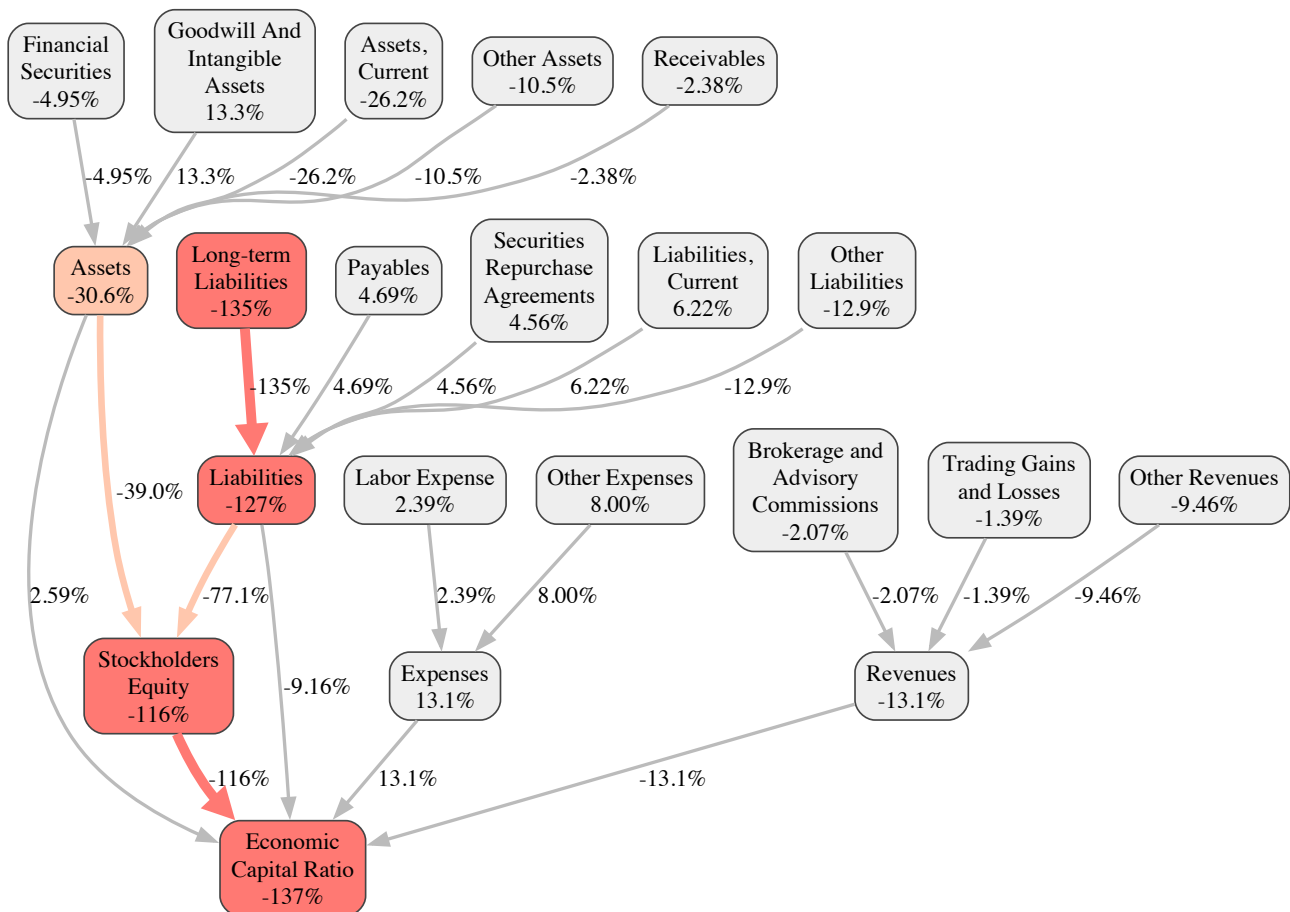 Financial
Securities
-4.95%
Goodwill And
Intangible
Assets
13.3%
Assets,
Current
-26.2%
Other Assets
-10.5%
Receivables
-2.38%
-4.95%
13.3%
-26.2%
-10.5%
-2.38%
Assets
-30.6%
Long-term
Liabilities
-135%
Payables
4.69%
Securities
Repurchase
Agreements
4.56%
Liabilities,
Current
6.22%
Other
Liabilities
-12.9%
-135%
4.69%
4.56%
6.22%
-12.9%
Liabilities
-127%
Labor Expense
2.39%
Other Expenses
8.00%
Brokerage and
Advisory
Commissions
-2.07%
Trading Gains
and Losses
-1.39%
Other Revenues
-9.46%
-39.0%
2.59%
-77.1%
2.39%
8.00%
-2.07%
-1.39%
-9.46%
Stockholders
Equity
-116%
-9.16%
Expenses
13.1%
Revenues
-13.1%
-116%
13.1%
-13.1%
Economic
Capital Ratio
-137%